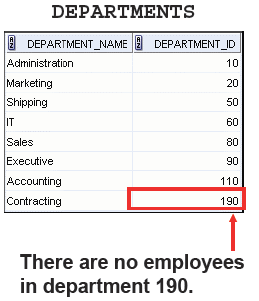 DEPARTMENTS
DEPARTMENT_NAME DEPARTMENT_ID
Administration 10
Marketing 20
Shipping 50
IT 60
Sales 80
Executive 90
Accounting 110
Contracting 190
There are no employees
in department 190.